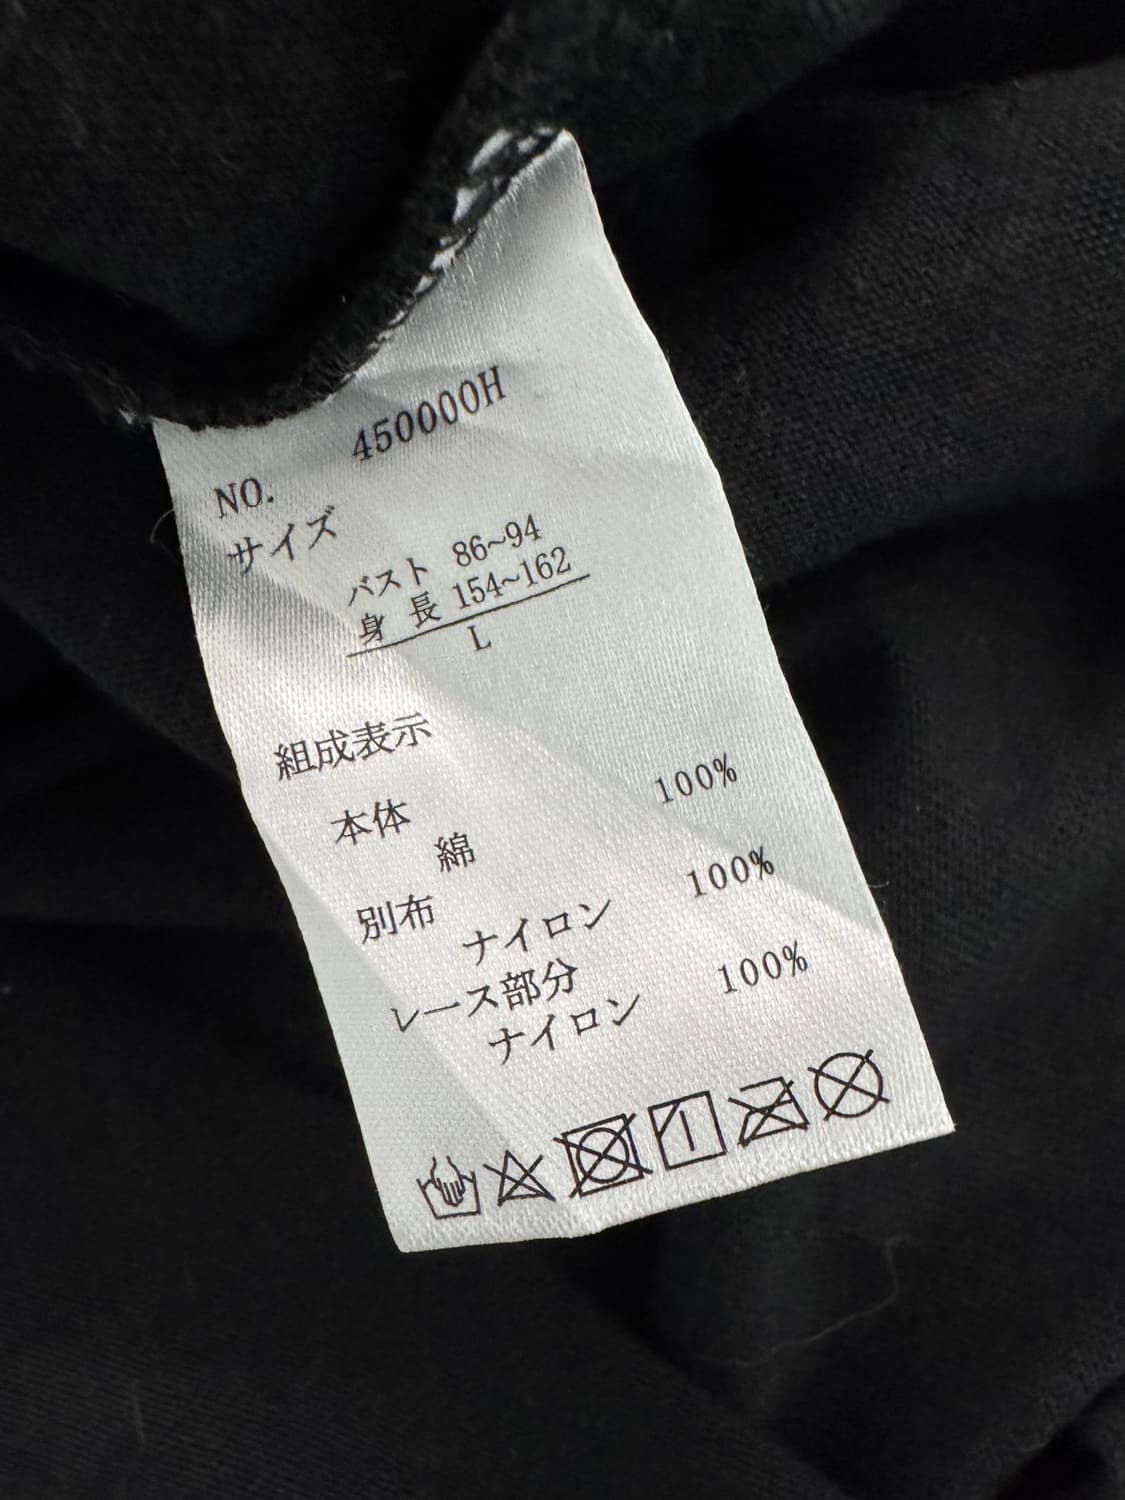 NO. 450000H
サイズ
バスト 86~94
身 長 154~162
L
組成表示
本体
綿 100%
別布
ナイロン 100%
レース部分
ナイロン 100%